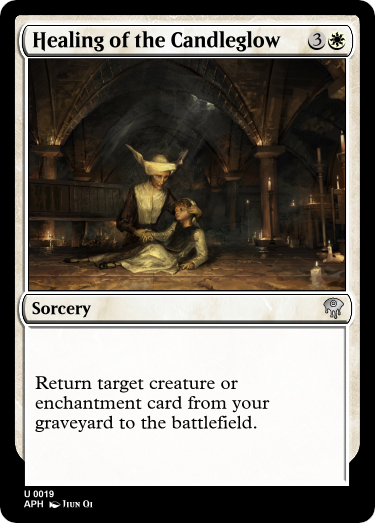 Healing of the Candleglow 3
Sorcery
Return target creature or
enchantment card from your
graveyard to the battlefield.
U 0019
APH Jiun Oi